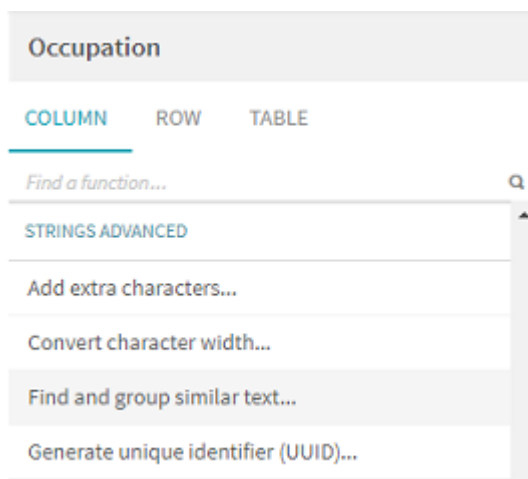 Occupation
COLUMN ROW TABLE
Find a function...
STRINGS ADVANCED
Add extra characters...
Convert character width...
Find and group similar text...
Generate unique identifier (UUID)...